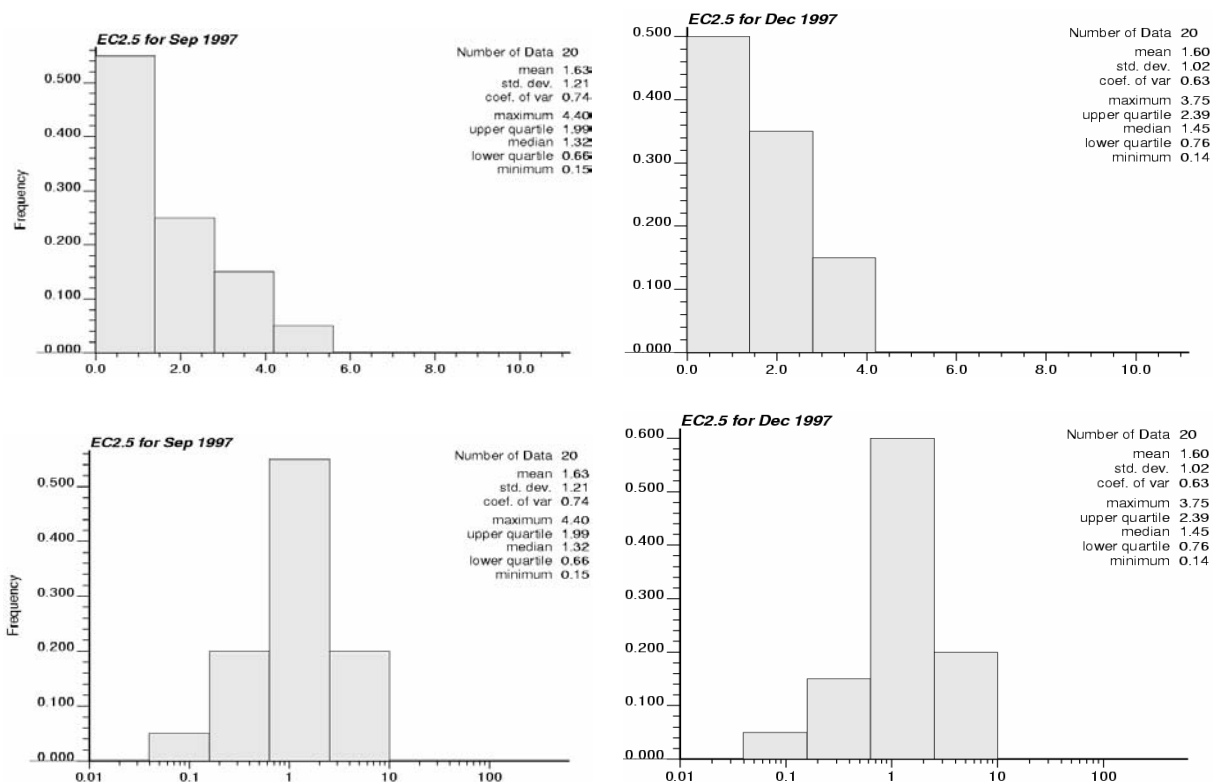 EC2.5 for Sep 1997
Number of Data 20
mean 1.63
std. dev. 1.21
coef. of var 0.74
maximum 4.40
upper quartile 1.99
median 1.32
lower quartile 0.66
minimum 0.15
Frequency
0.500
0.400
0.300
0.200
0.100
0.000
0.0 2.0 4.0 6.0 8.0 10.0
EC2.5 for Dec 1997
Number of Data 20
mean 1.60
std. dev. 1.02
coef. of var 0.63
maximum 3.75
upper quartile 2.39
median 1.45
lower quartile 0.76
minimum 0.14
0.500
0.400
0.300
0.200
0.100
0.000
0.0 2.0 4.0 6.0 8.0 10.0
EC2.5 for Sep 1997
Number of Data 20
mean 1.63
std. dev. 1.21
coef. of var 0.74
maximum 4.40
upper quartile 1.99
median 1.32
lower quartile 0.66
minimum 0.15
Frequency
0.500
0.400
0.300
0.200
0.100
0.000
0.01 0.1 1 10 100
EC2.5 for Dec 1997
Number of Data 20
mean 1.60
std. dev. 1.02
coef. of var 0.63
maximum 3.75
upper quartile 2.39
median 1.45
lower quartile 0.76
minimum 0.14
0.600
0.500
0.400
0.300
0.200
0.100
0.000
0.01 0.1 1 10 100